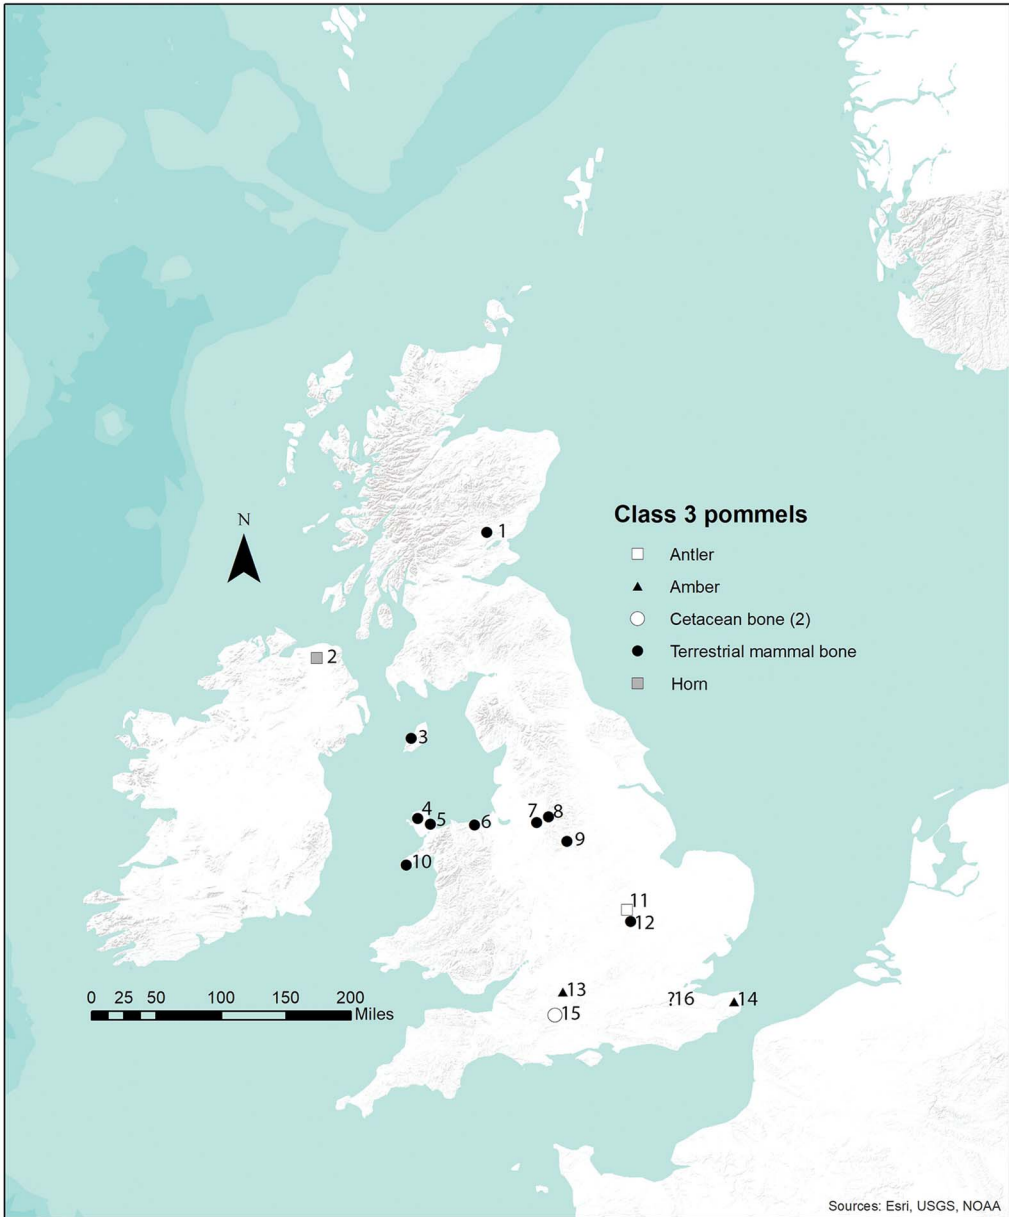 N
Class 3 pommels
Antler
Amber
Cetacean bone (2)
Terrestrial mammal bone
Horn
1
2
3
4
5
6
7
8
9
10
11
12
13
?16
14
15
0 25 50 100 150 200
Miles
Sources: Esri, USGS, NOAA